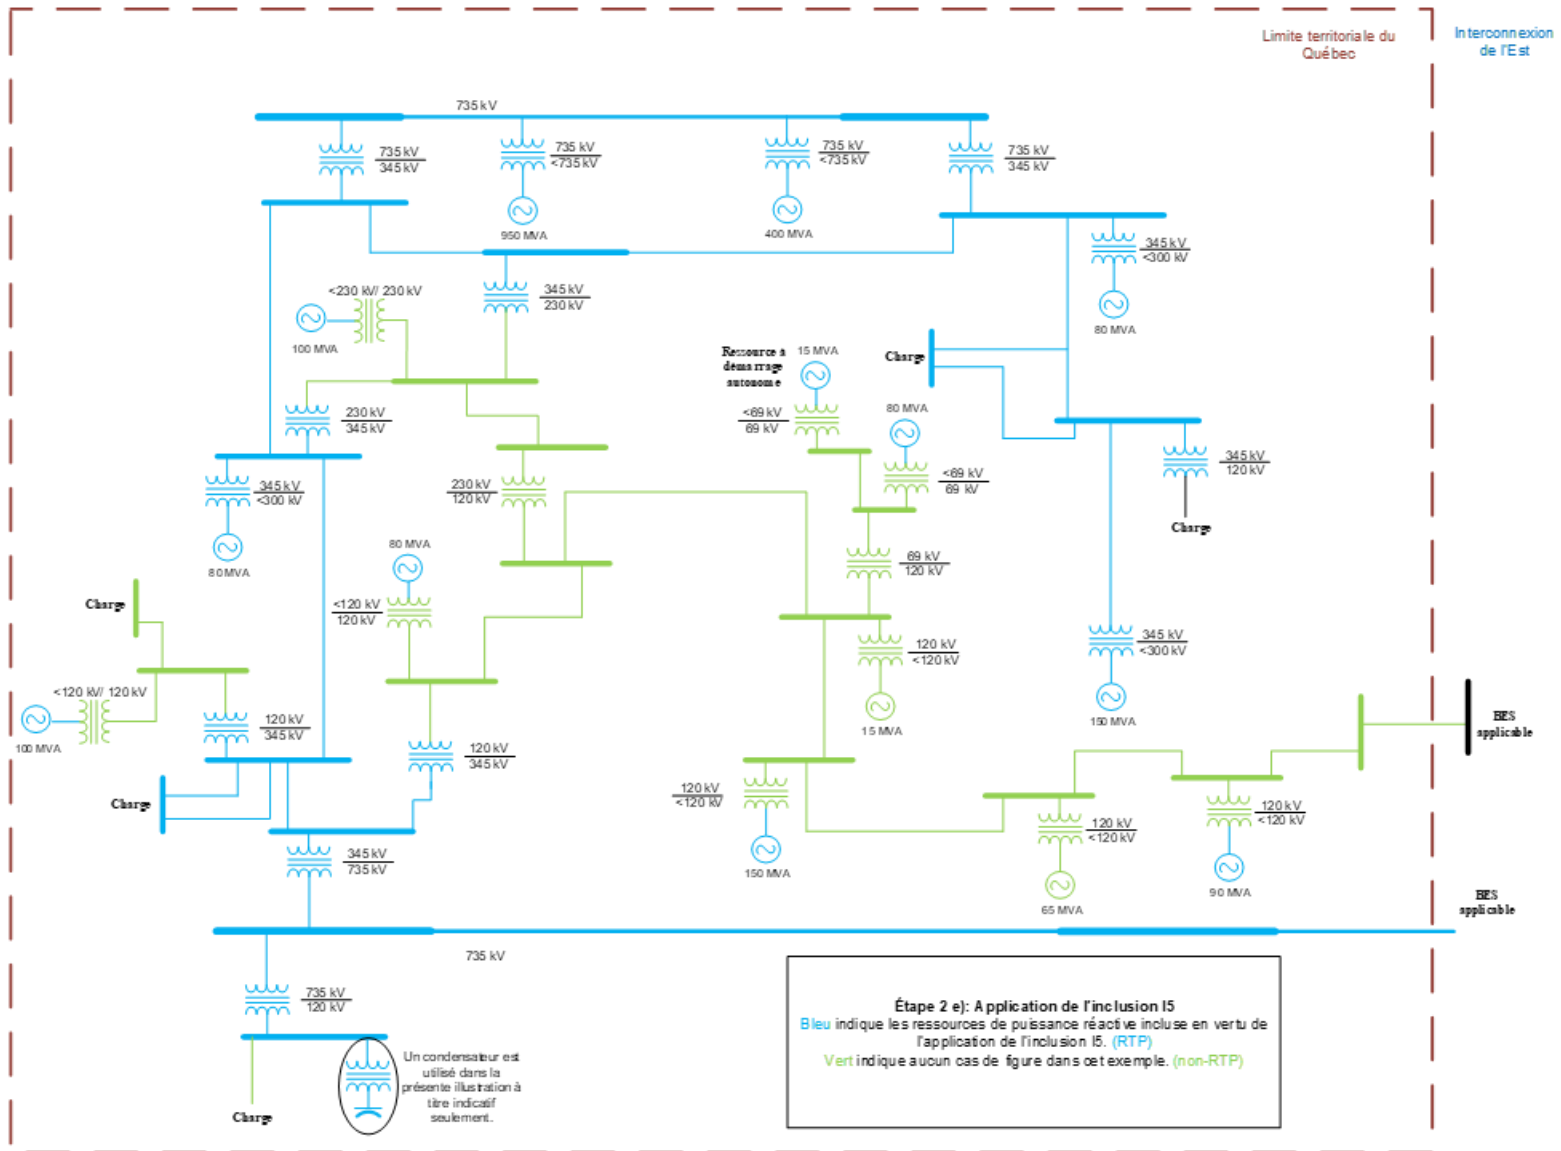 Limite territoriale du
Québec
Interconnexion
de l'Est
735 kV
735 kV
345 kV
735 kV
<735 kV
735 kV
<735 kV
735 kV
345 kV
950 MVA
400 MVA
345 kV
<300 kV
80 MVA
<230 kV/ 230 kV
100 MVA
345 kV
230 kV
Ressource à
démarrage
autonome
15 MVA
Charge
<69 kV
69 kV
80 MVA
230 kV
345 kV
<69 kV
69 kV
345 kV
120 kV
Charge
345 kV
<300 kV
80 MVA
230 kV
120 kV
80 MVA
<120 kV
120 kV
69 kV
120 kV
Charge
120 kV
<120 kV
15 MVA
345 kV
<300 kV
150 MVA
<120 kV/ 120 kV
100 MVA
120 kV
345 kV
120 kV
345 kV
BES
applicable
Charge
120 kV
<120 kV
150 MVA
120 kV
<120 kV
65 MVA
120 kV
<120 kV
90 MVA
345 kV
735 kV
BES
applicable
735 kV
735 kV
120 kV
Un condensateur est
utilisé dans la
présente illustration à
titre indicatif
seulement.
Charge
Étape 2 e): Application de l'inclusion I5
Bleu indique les ressources de puissance réactive incluse en vertu de
l'application de l'inclusion I5. (RTP)
Vert indique aucun cas de figure dans cet exemple. (non-RTP)